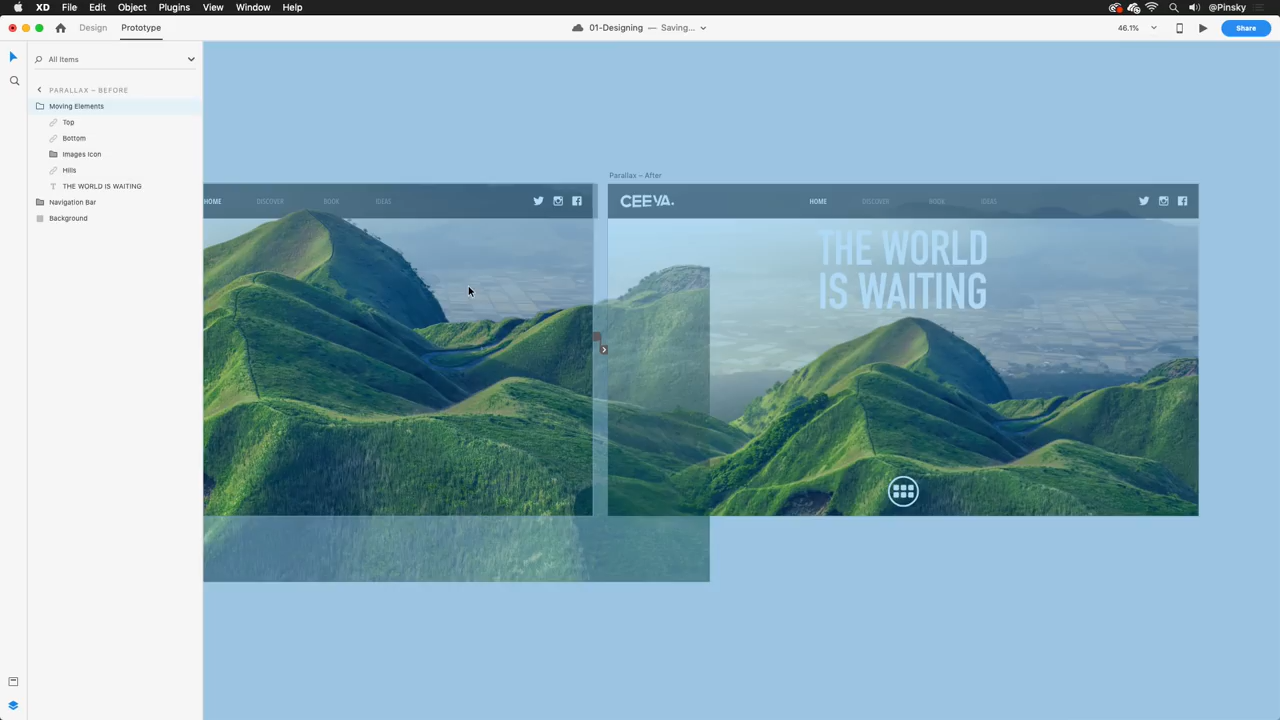 XD File Edit Object Plugins View Window Help @Pinsky
Design Prototype 01-Designing — Saving... 46.1% Share
All Items
PARALLAX – BEFORE
Moving Elements
Top
Bottom
Images Icon
Hills
THE WORLD IS WAITING
Navigation Bar
Background
HOME DISCOVER BOOK IDEAS
Parallax – After
CEEVA. HOME DISCOVER BOOK IDEAS
THE WORLD
IS WAITING